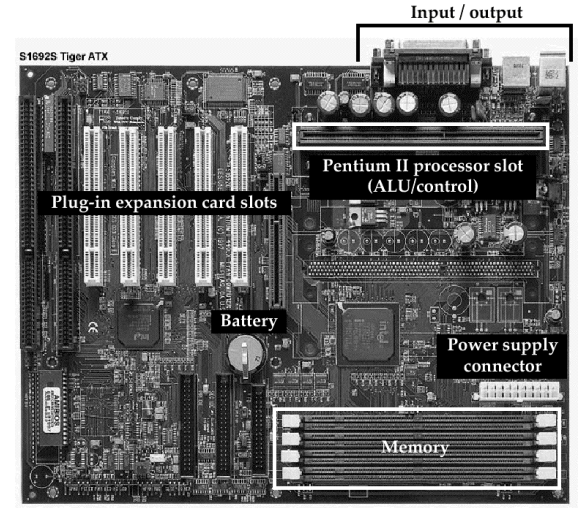 Input / output
S1692S Tiger ATX
Pentium II processor slot
(ALU/control)
Plug-in expansion card slots
Battery
Power supply
connector
Memory